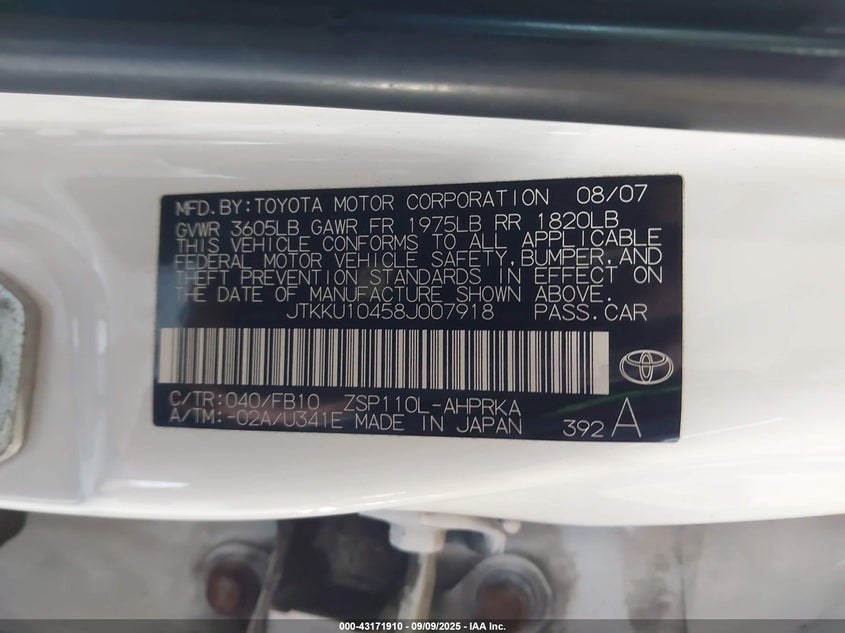 MFD.BY:TOYOTA MOTOR CORPORATION 08/07
GVWR 3605LB GAWR FR 1975LB RR 1820LB
THIS VEHICLE CONFORMS TO ALL APPLICABLE
FEDERAL MOTOR VEHICLE SAFETY,BUMPER,AND
THEFT PREVENTION STANDARDS IN EFFECT ON
THE DATE OF MANUFACTURE SHOWN ABOVE.
JTKKU10458J007918 PASS.CAR
C/TR:040/FB10 ZSP110L-AHPRKA
A/TM:-02A/U341E MADE IN JAPAN 392 A
000-43171910 - 09/09/2025 - IAA Inc.